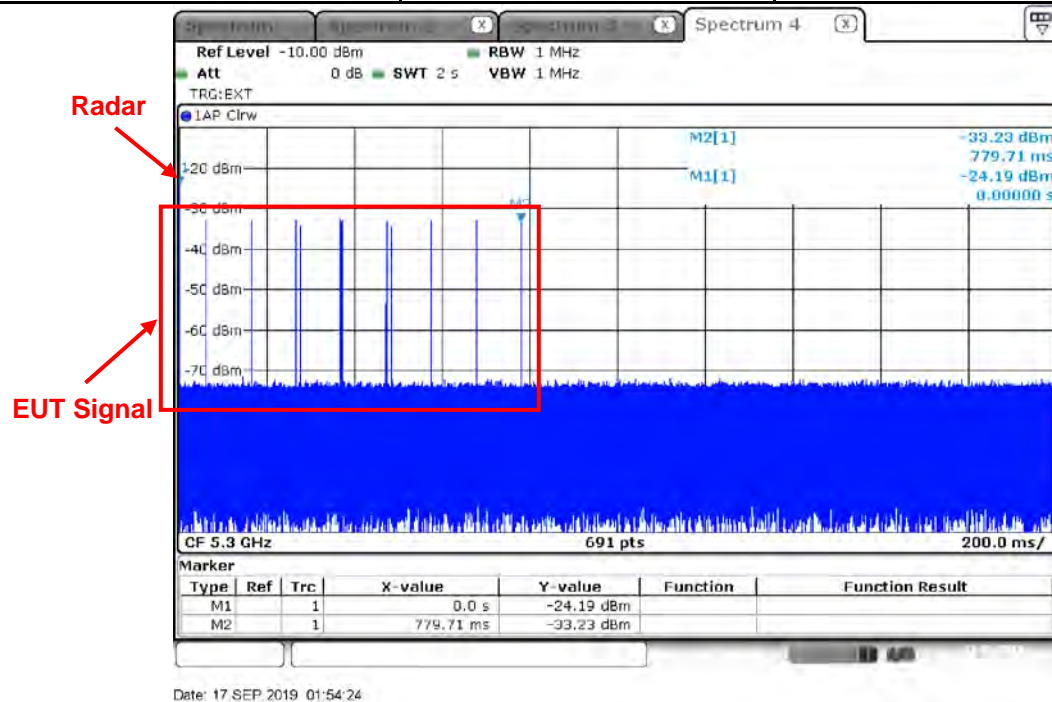 Spectrum 4
Ref Level -10.00 dBm RBW 1 MHz
Att 0 dB SWT 2 s VBW 1 MHz
TRG:EXT
1AP Clrw
Radar
M2[1] -33.23 dBm
779.71 ms
M1[1] -24.19 dBm
0.00000 s
-20 dBm
-30 dBm
M2
-40 dBm
-50 dBm
-60 dBm
-70 dBm
EUT Signal
CF 5.3 GHz 691 pts 200.0 ms/
Marker
Type Ref Trc X-value Y-value Function Function Result
M1 1 0.0 s -24.19 dBm
M2 1 779.71 ms -33.23 dBm
Date: 17.SEP.2019 01:54:24